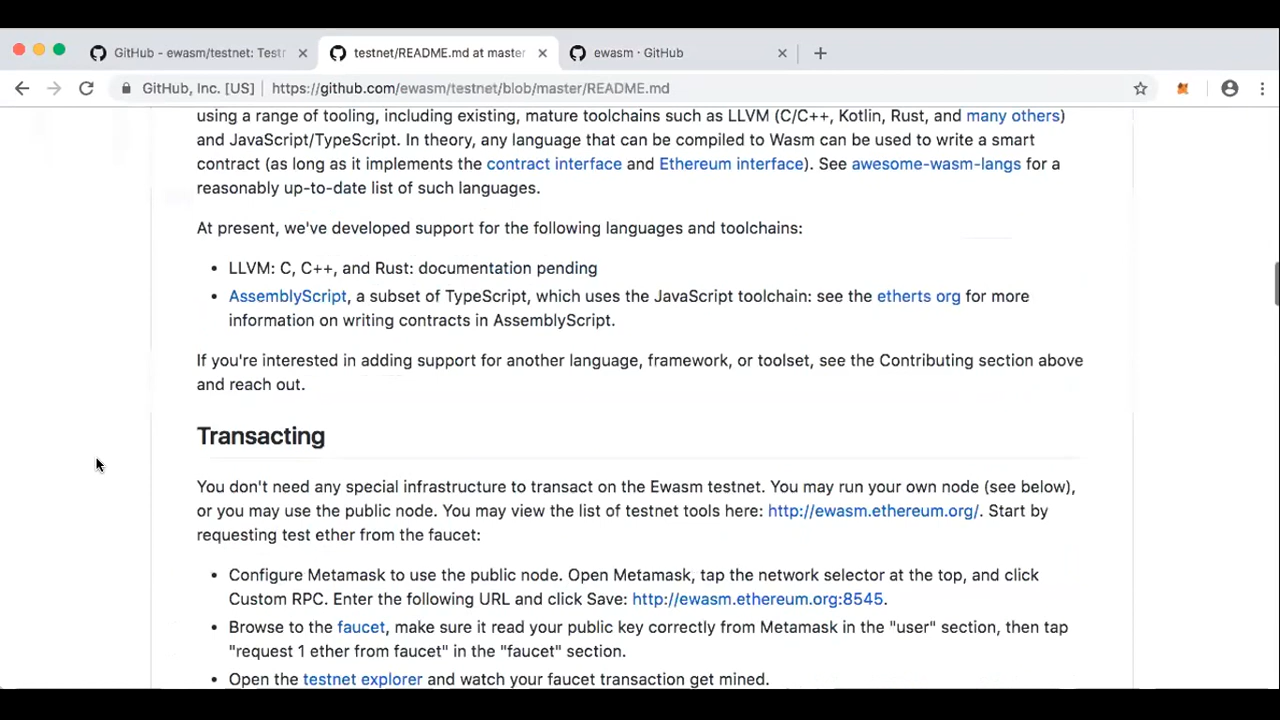 GitHub - ewasm/testnet: Testr
testnet/README.md at master
ewasm · GitHub
GitHub, Inc. [US] | https://github.com/ewasm/testnet/blob/master/README.md
using a range of tooling, including existing, mature toolchains such as LLVM (C/C++, Kotlin, Rust, and many others)
and JavaScript/TypeScript. In theory, any language that can be compiled to Wasm can be used to write a smart
contract (as long as it implements the contract interface and Ethereum interface). See awesome-wasm-langs for a
reasonably up-to-date list of such languages.
At present, we've developed support for the following languages and toolchains:
• LLVM: C, C++, and Rust: documentation pending
• AssemblyScript, a subset of TypeScript, which uses the JavaScript toolchain: see the etherts org for more
information on writing contracts in AssemblyScript.
If you're interested in adding support for another language, framework, or toolset, see the Contributing section above
and reach out.
Transacting
You don't need any special infrastructure to transact on the Ewasm testnet. You may run your own node (see below),
or you may use the public node. You may view the list of testnet tools here: http://ewasm.ethereum.org/. Start by
requesting test ether from the faucet:
• Configure Metamask to use the public node. Open Metamask, tap the network selector at the top, and click
Custom RPC. Enter the following URL and click Save: http://ewasm.ethereum.org:8545.
• Browse to the faucet, make sure it read your public key correctly from Metamask in the "user" section, then tap
"request 1 ether from faucet" in the "faucet" section.
• Open the testnet explorer and watch your faucet transaction get mined.